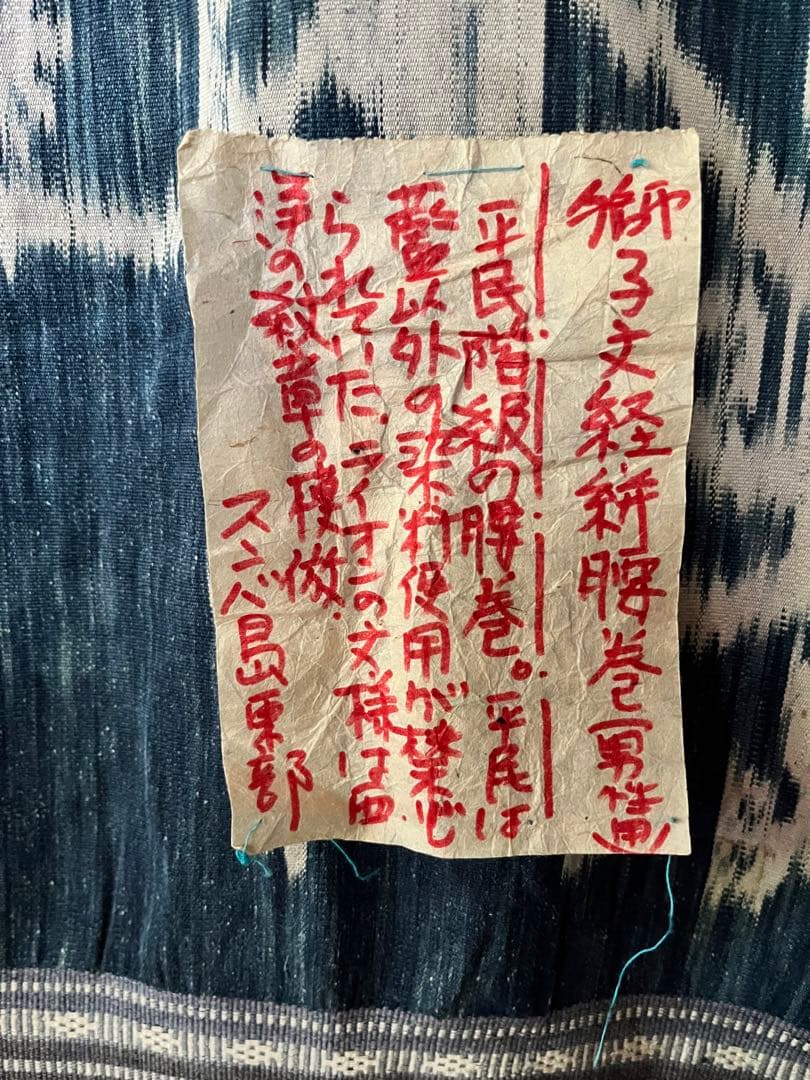 獅子文経絣腰巻(男性用)
平民階級の腰巻。平民は
藍以外の染料使用が禁じ
られていた。ライオンの文様は西
洋の紋章の模倣.
スンバ島東部